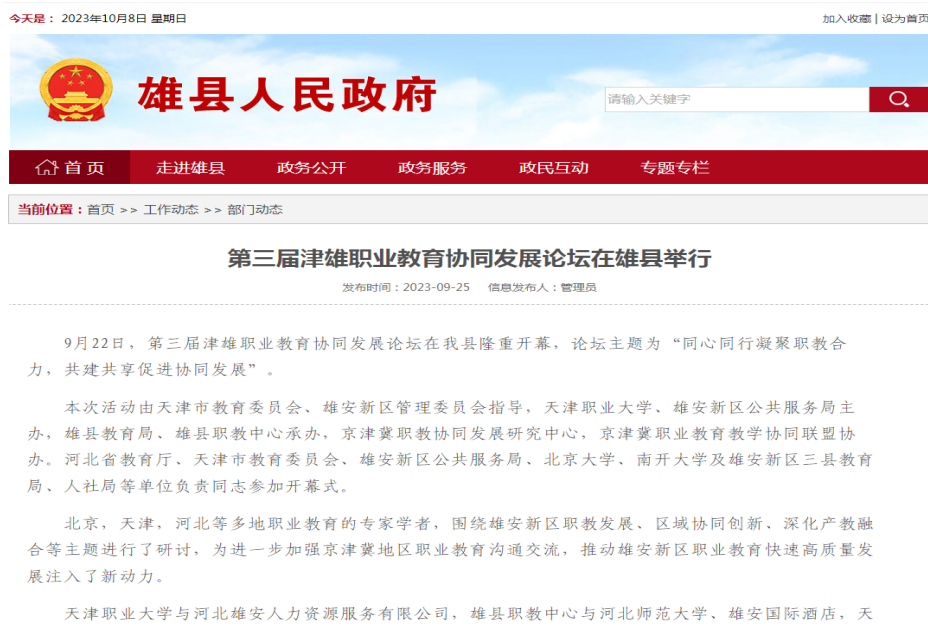 今天是： 2023年10月8日 星期日
加入收藏 | 设为首页
雄县人民政府
请输入关键字
首 页 走进雄县 政务公开 政务服务 政民互动 专题专栏
当前位置：首页 >> 工作动态 >> 部门动态
第三届津雄职业教育协同发展论坛在雄县举行
发布时间：2023-09-25 信息发布人：管理员
9月22日，第三届津雄职业教育协同发展论坛在我县隆重开幕，论坛主题为“同心同行凝聚职教合
力，共建共享促进协同发展”。
本次活动由天津市教育委员会、雄安新区管理委员会指导，天津职业大学、雄安新区公共服务局主
办，雄县教育局、雄县职教中心承办，京津冀职教协同发展研究中心，京津冀职业教育教学协同联盟协
办。河北省教育厅、天津市教育委员会、雄安新区公共服务局、北京大学、南开大学及雄安新区三县教育
局、人社局等单位负责同志参加开幕式。
北京，天津，河北等多地职业教育的专家学者，围绕雄安新区职教发展、区域协同创新、深化产教融
合等主题进行了研讨，为进一步加强京津冀地区职业教育沟通交流，推动雄安新区职业教育快速高质量发
展注入了新动力。
天津职业大学与河北雄安人力资源服务有限公司，雄县职教中心与河北师范大学、雄安国际酒店，天